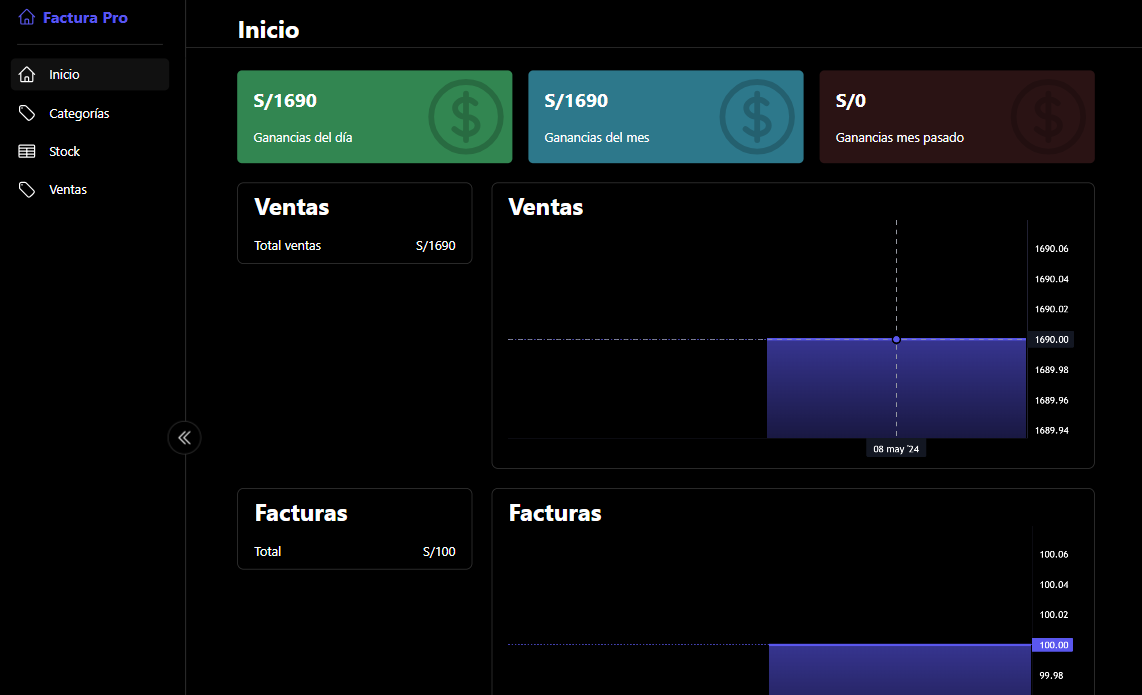 Factura Pro
Inicio
Categorías
Stock
Ventas
Inicio
S/1690
Ganancias del día
S/1690
Ganancias del mes
S/0
Ganancias mes pasado
Ventas
Total ventas S/1690
Ventas
1690.06
1690.04
1690.02
1690.00
1689.98
1689.96
1689.94
08 may '24
Facturas
Total S/100
Facturas
100.06
100.04
100.02
100.00
99.98